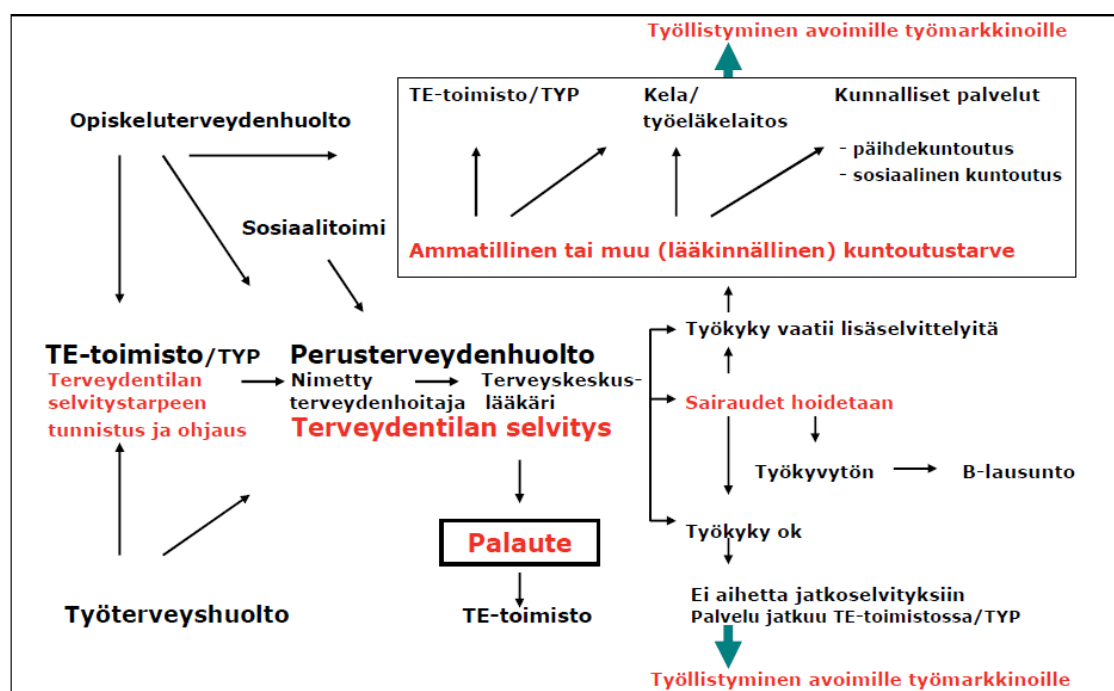 Työllistyminen avoimille työmarkkinoille
TE-toimisto/TYP
Kela/
työeläkelaitos
Kunnalliset palvelut
- päihdekuntoutus
- sosiaalinen kuntoutus
Opiskeluterveydenhuolto
Sosiaalitoimi
Ammatillinen tai muu (lääkinnällinen) kuntoutustarve
TE-toimisto/TYP
Terveydentilan
selvitystarpeen
tunnistus ja ohjaus
Perusterveydenhuolto
Nimetty
terveydenhoitaja
Terveyskeskus-
lääkäri
Terveydentilan selvitys
Työkyky vaatii lisäselvittelyitä
Sairaudet hoidetaan
Työkyvytön
B-lausunto
Työkyky ok
Palaute
TE-toimisto
Työterveyshuolto
Ei aihetta jatkoselvityksiin
Palvelu jatkuu TE-toimistossa/TYP
Työllistyminen avoimille työmarkkinoille